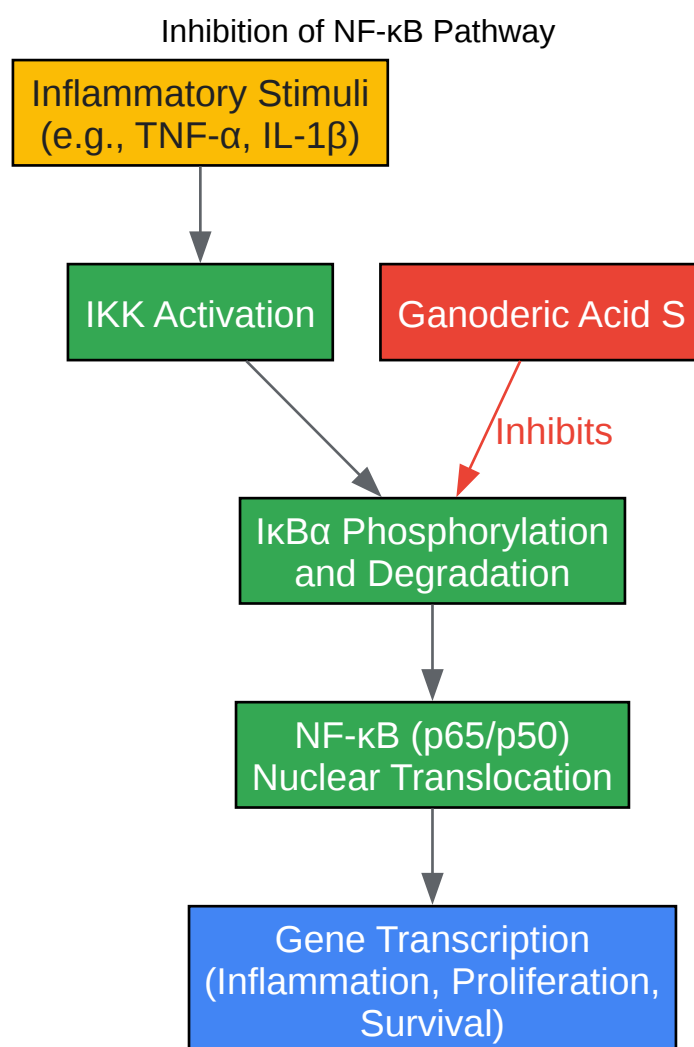 Inhibition of NF-κB Pathway
Inflammatory Stimuli
(e.g., TNF-α, IL-1β)
IKK Activation
Ganoderic Acid S
Inhibits
IκBα Phosphorylation
and Degradation
NF-κB (p65/p50)
Nuclear Translocation
Gene Transcription
(Inflammation, Proliferation,
Survival)